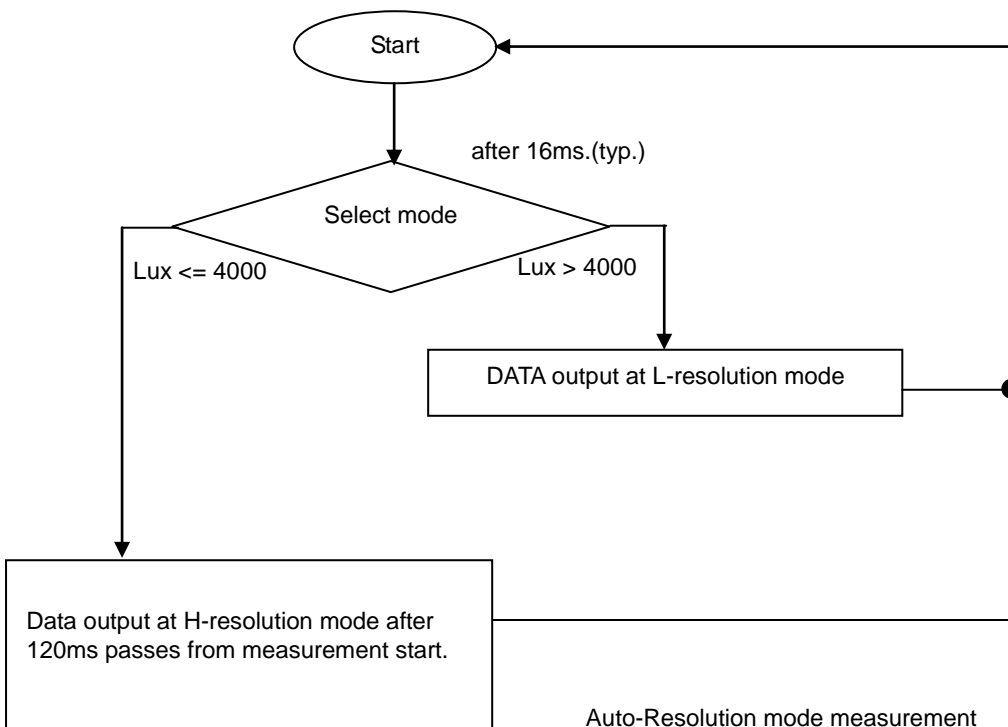 Start
after 16ms.(typ.)
Select mode
Lux <= 4000
Lux > 4000
DATA output at L-resolution mode
Data output at H-resolution mode after
120ms passes from measurement start.
Auto-Resolution mode measurement